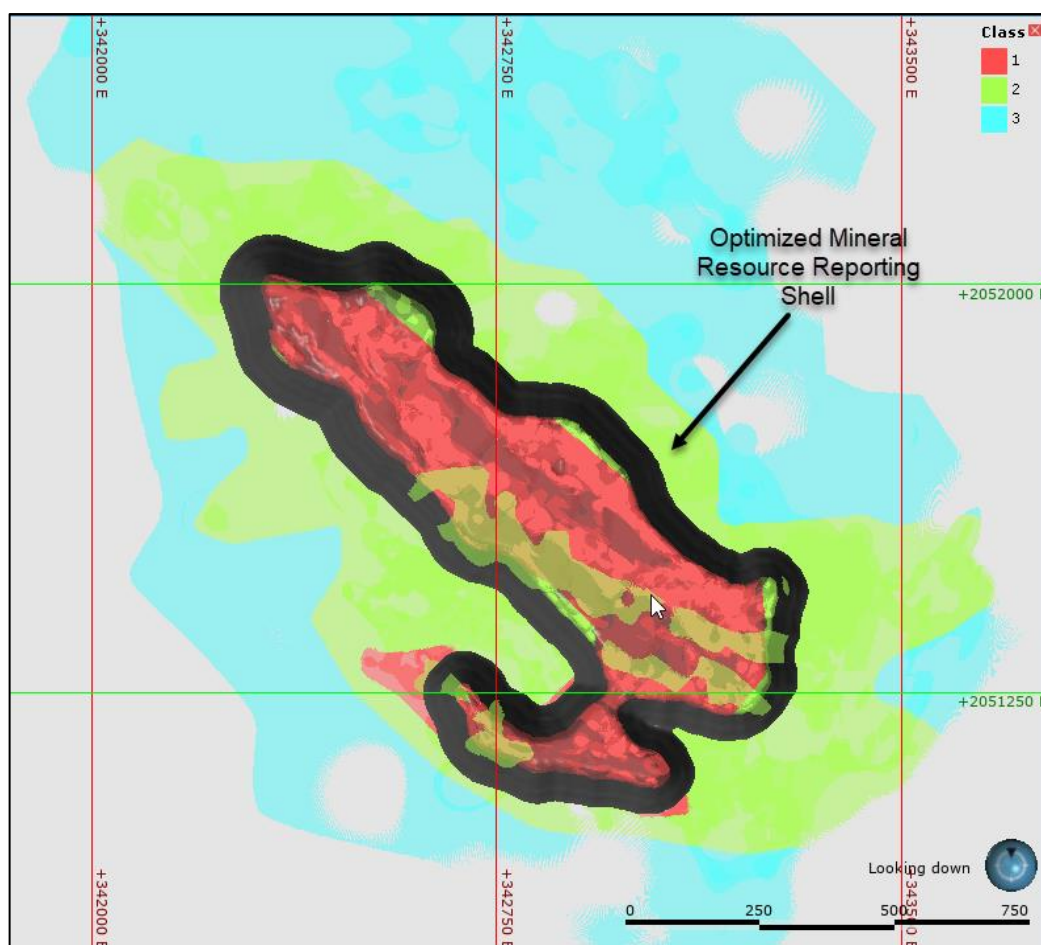 +342000 E
+342750 E
+343500 E
Class
1
2
3
Optimized Mineral
Resource Reporting
Shell
+2052000
+2051250
Looking down
+342000 E
+342750 E
+343500
0
250
500
750